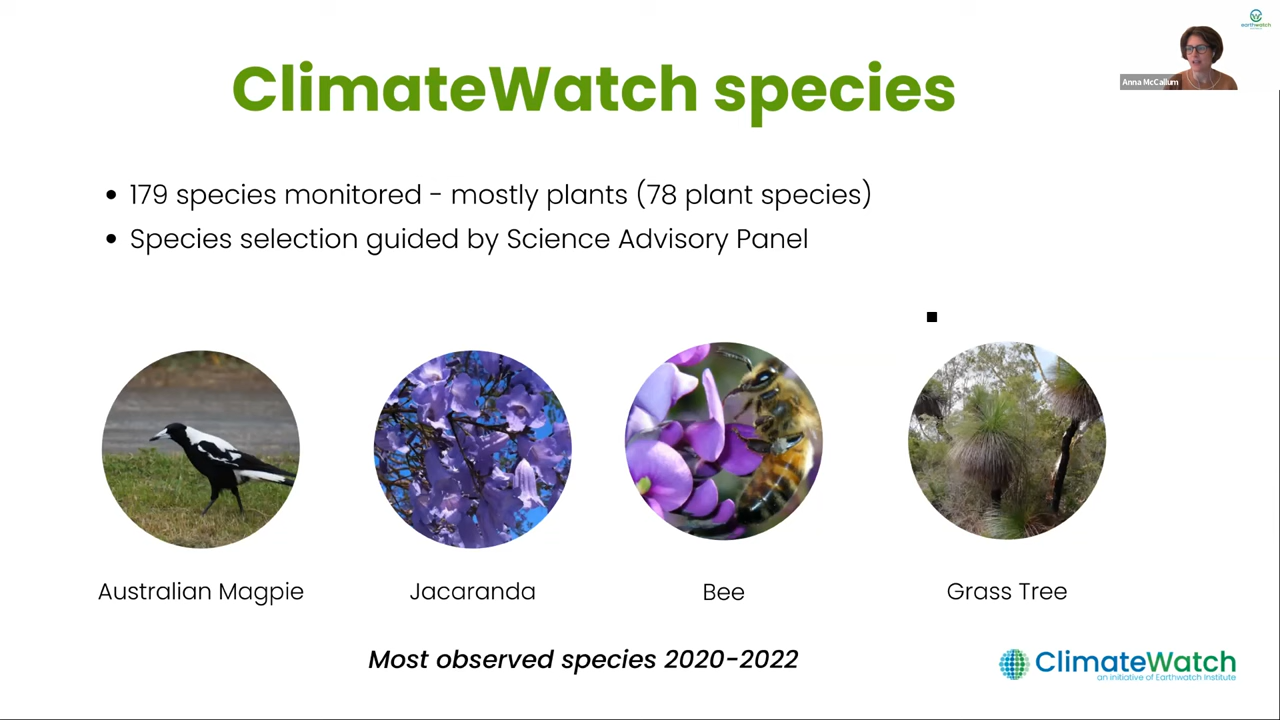 earthwatch
Anna McCallum
ClimateWatch species
179 species monitored - mostly plants (78 plant species)
Species selection guided by Science Advisory Panel
Australian Magpie
Jacaranda
Bee
Grass Tree
Most observed species 2020-2022
ClimateWatch
an initiative of Earthwatch Institute